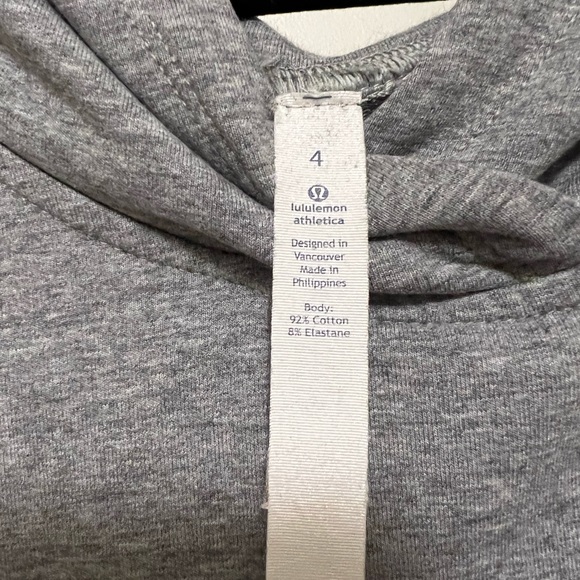 4
lululemon
athletica
Designed in
Vancouver
Made in
Philippines
Body:
92% Cotton
8% Elastane